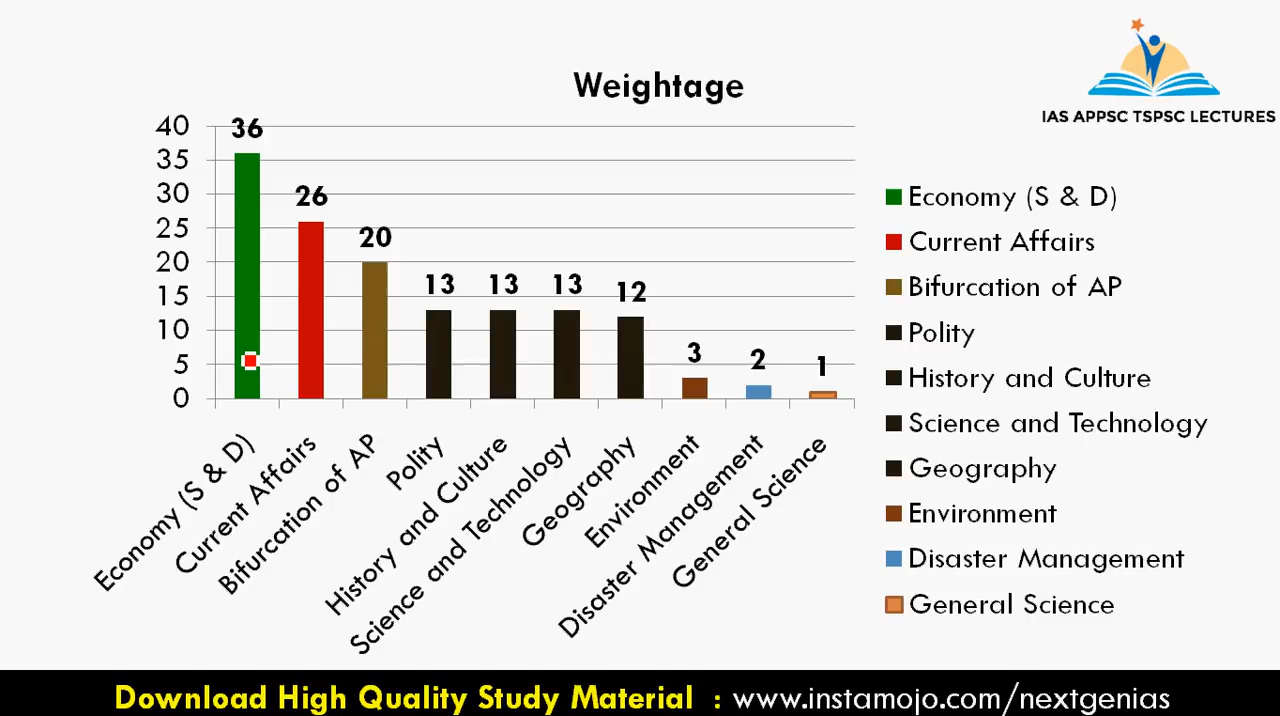 Weightage
IAS APPSC TSPSC LECTURES
40
35
30
25
20
15
10
5
0
36
26
20
13
13
13
12
3
2
1
Economy (S & D)
Current Affairs
Bifurcation of AP
Polity
History and Culture
Science and Technology
Geography
Environment
Disaster Management
General Science
Economy (S & D)
Current Affairs
Bifurcation of AP
Polity
History and Culture
Science and Technology
Geography
Environment
Disaster Management
General Science
Download High Quality Study Material : www.instamojo.com/nextgenias